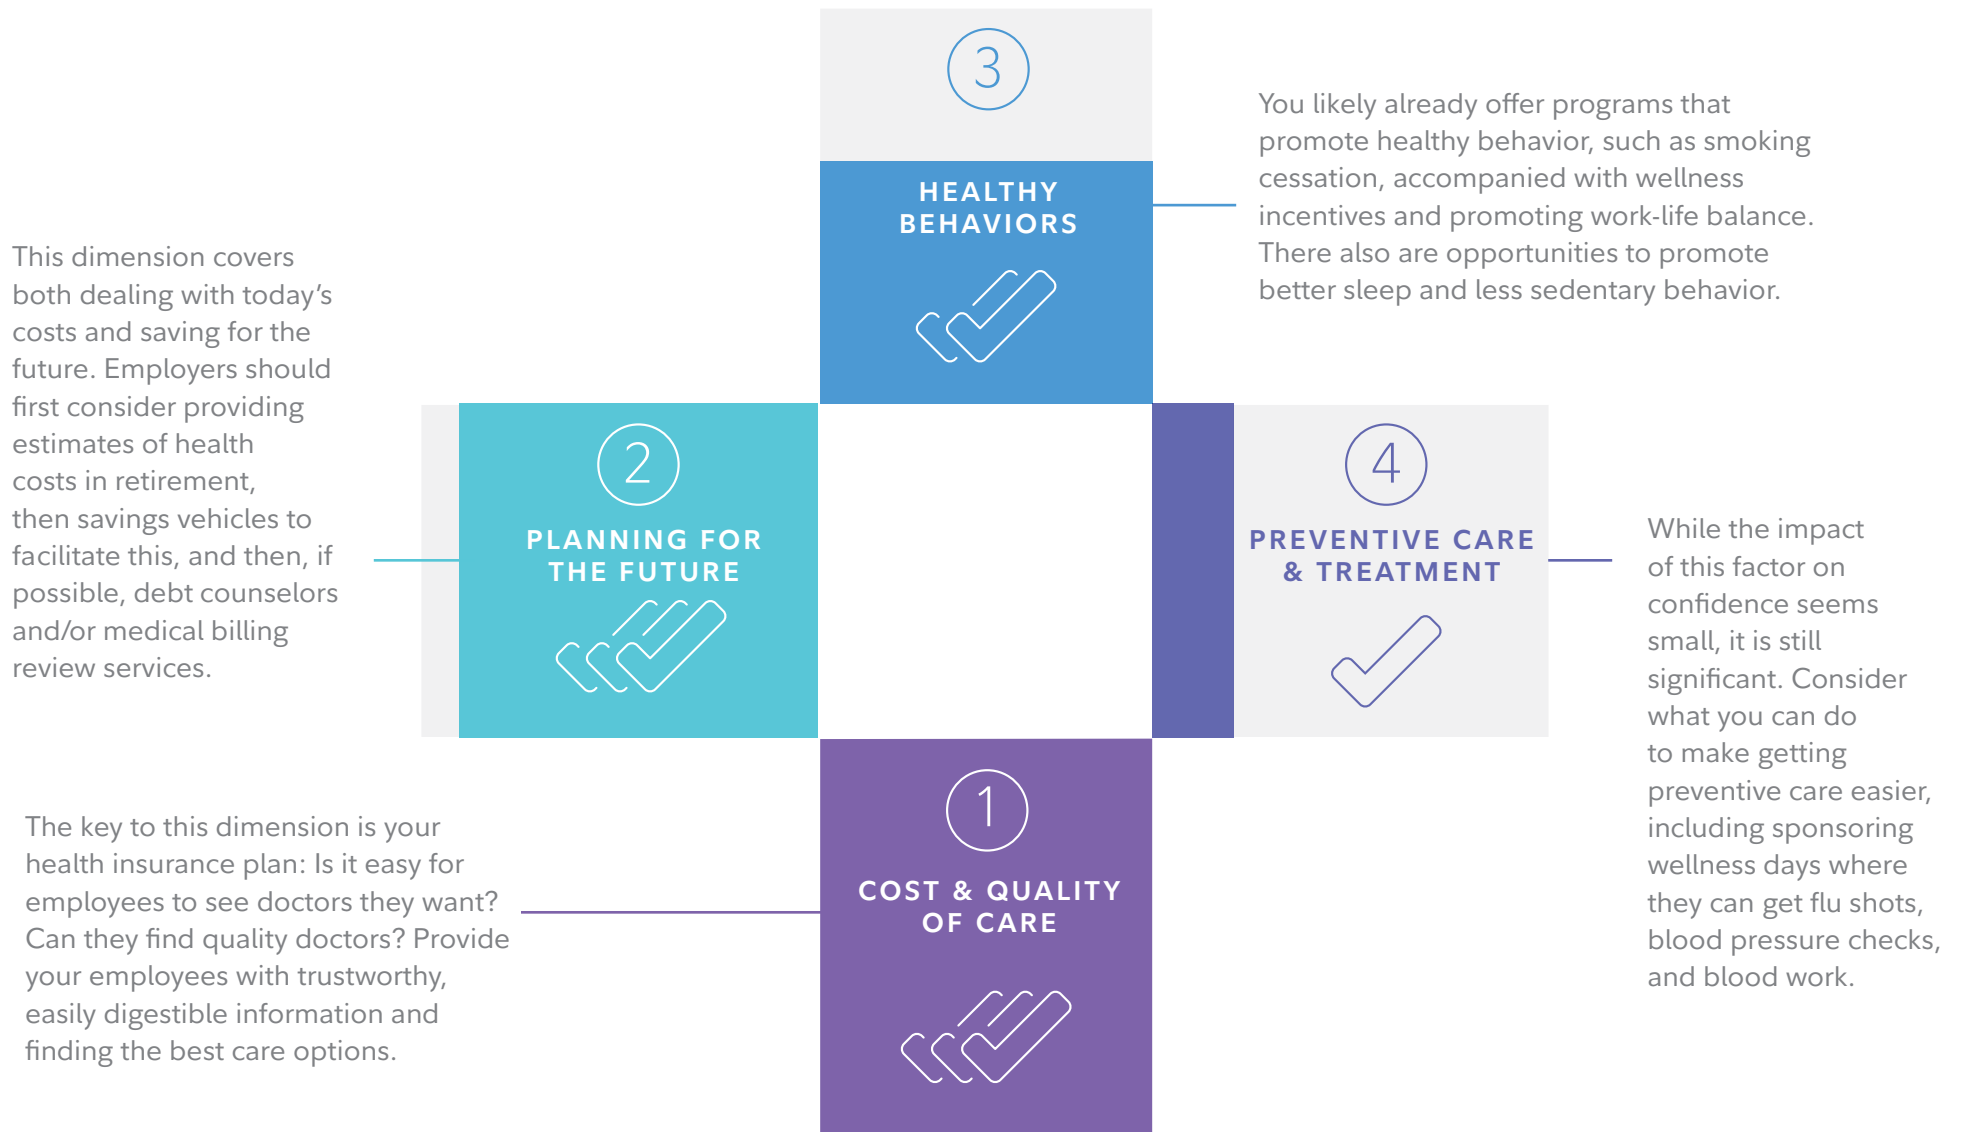 3
HEALTHY
BEHAVIORS
You likely already offer programs that
promote healthy behavior, such as smoking
cessation, accompanied with wellness
incentives and promoting work-life balance.
There also are opportunities to promote
better sleep and less sedentary behavior.
This dimension covers
both dealing with today’s
costs and saving for the
future. Employers should
first consider providing
estimates of health
costs in retirement,
then savings vehicles to
facilitate this, and then, if
possible, debt counselors
and/or medical billing
review services.
2
PLANNING FOR
THE FUTURE
4
PREVENTIVE CARE
& TREATMENT
While the impact
of this factor on
confidence seems
small, it is still
significant. Consider
what you can do
to make getting
preventive care easier,
including sponsoring
wellness days where
they can get flu shots,
blood pressure checks,
and blood work.
The key to this dimension is your
health insurance plan: Is it easy for
employees to see doctors they want?
Can they find quality doctors? Provide
your employees with trustworthy,
easily digestible information and
finding the best care options.
1
COST & QUALITY
OF CARE